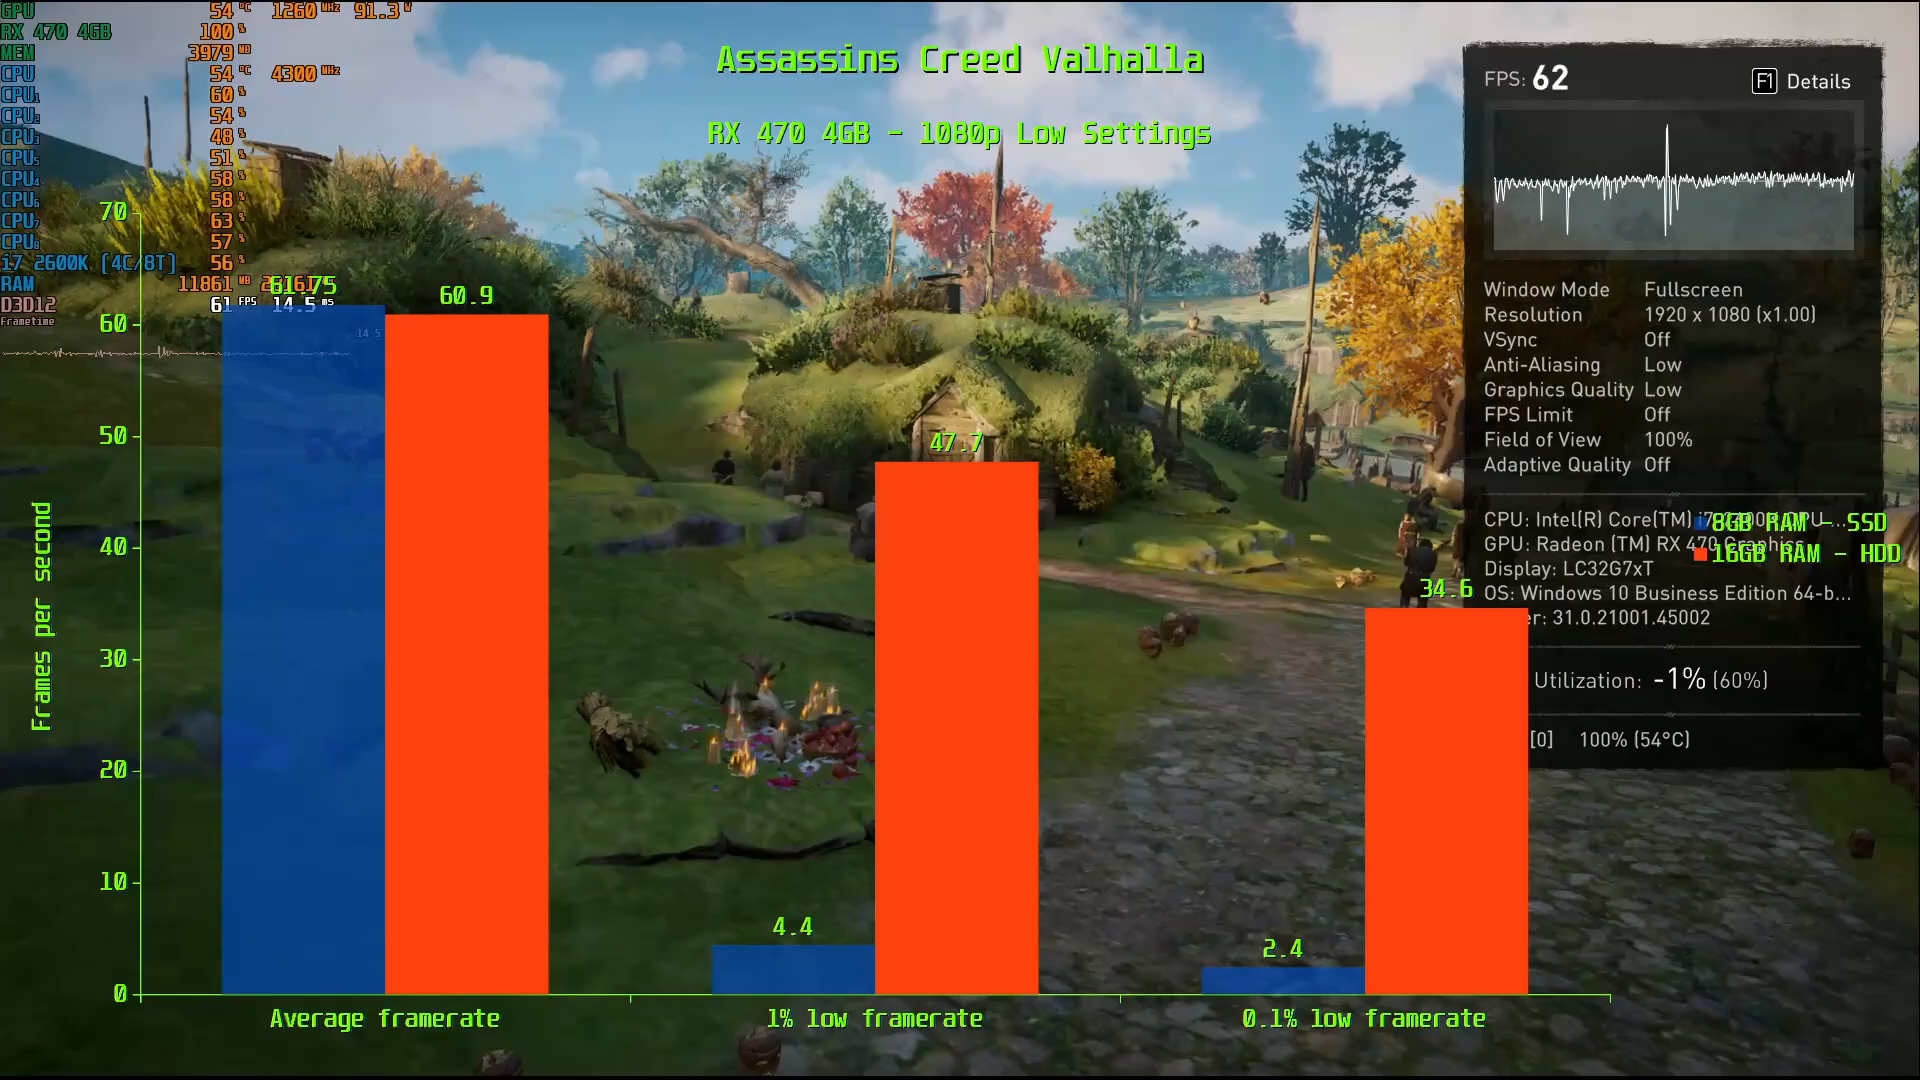 GPU 54 °C 1260 MHz 91.3 W
RX 470 4GB 100 %
MEM 3979 MB
CPU 54 °C 4300 MHz
CPU1 60 %
CPU2 54 %
CPU3 48 %
CPU5 51 %
CPU4 58 %
CPU6 58 %
CPU7 63 %
CPU8 57 %
i7 2600K [4C/8T] 56 %
RAM 11861 MB
D3D12 61 FPS 14.5 ms
Frametime
14.5
Assassins Creed Valhalla
RX 470 4GB - 1080p Low Settings
FPS: 62 F1 Details
Window Mode Fullscreen
Resolution 1920 x 1080 (x1.00)
VSync Off
Anti-Aliasing Low
Graphics Quality Low
FPS Limit Off
Field of View 100%
Adaptive Quality Off
CPU: Intel(R) Core(TM)
GPU: Radeon (TM) RX 470 Graphics
Display: LC32G7xT
OS: Windows 10 Business Edition 64-b...
31.0.21001.45002
Utilization: -1% (60%)
[0] 100% (54°C)
8GB RAM - SSD
16GB RAM - HDD
Frames per second
70
60
50
40
30
20
10
0
61.75
60.9
4.4
47.7
2.4
34.6
Average framerate
1% low framerate
0.1% low framerate